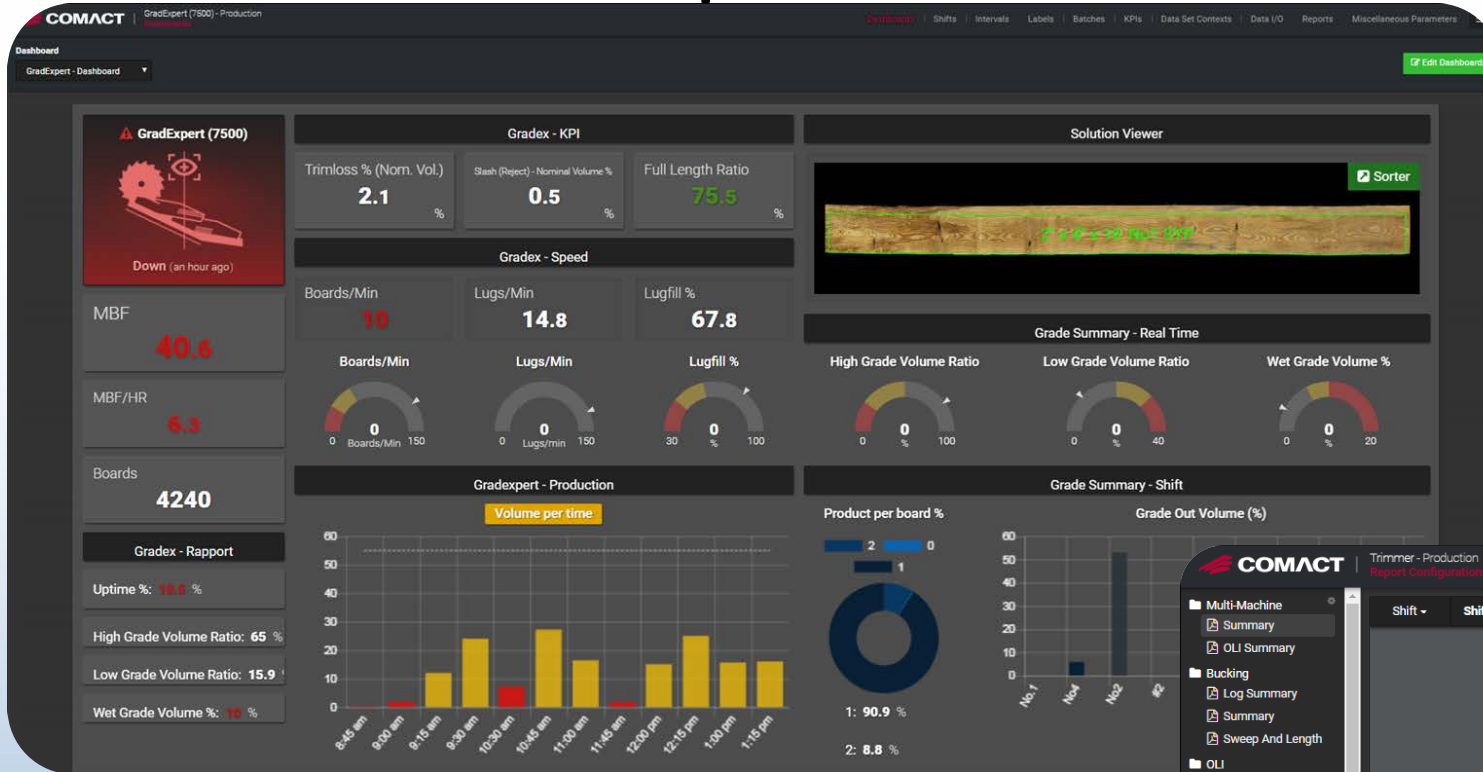 COMACT
GradExpert (7500) - Production
Dashboards
Shifts
Intervals
Labels
Batches
KPIs
Data Set Contexts
Data I/O
Reports
Miscellaneous Parameters
Dashboard
GradExpert - Dashboard
Edit Dashboard
GradExpert (7500)
Down (an hour ago)
MBF
40.6
MBF/HR
6.3
Boards
4240
Gradex - Rapport
Uptime %: %
High Grade Volume Ratio: 65 %
Low Grade Volume Ratio: 15.9
Wet Grade Volume %: 10 %
Gradex - KPI
Trimloss % (Nom. Vol.)
2.1
%
Slash (Reject) - Nominal Volume %
0.5
%
Full Length Ratio
75.5
%
Gradex - Speed
Boards/Min
10
Lugs/Min
14.8
Lugfill %
67.8
Boards/Min
0
0 Boards/Min 150
Lugs/Min
0
0 Lugs/min 150
Lugfill %
0
30 % 100
Gradexpert - Production
Volume per time
60
50
40
30
20
10
0
8:45 am
9:00 am
9:15 am
9:30 am
10:30 am
10:45 am
11:00 am
11:45 am
12:00 pm
12:15 pm
1:00 pm
1:15 pm
Solution Viewer
Sorter
2" x 4" x 16' No1 SYP
Grade Summary - Real Time
High Grade Volume Ratio
0
0 % 100
Low Grade Volume Ratio
0
0 % 40
Wet Grade Volume %
0
0 % 20
Grade Summary - Shift
Product per board %
2 0
1
1: 90.9 %
2: 8.8 %
Grade Out Volume (%)
60
50
40
30
20
10
0
No.1
No4
No2
#2
COMACT
Trimmer - Production
Report Configuration
Multi-Machine
Summary
OLI Summary
Bucking
Log Summary
Summary
Sweep And Length
OLI
Shift
Shif